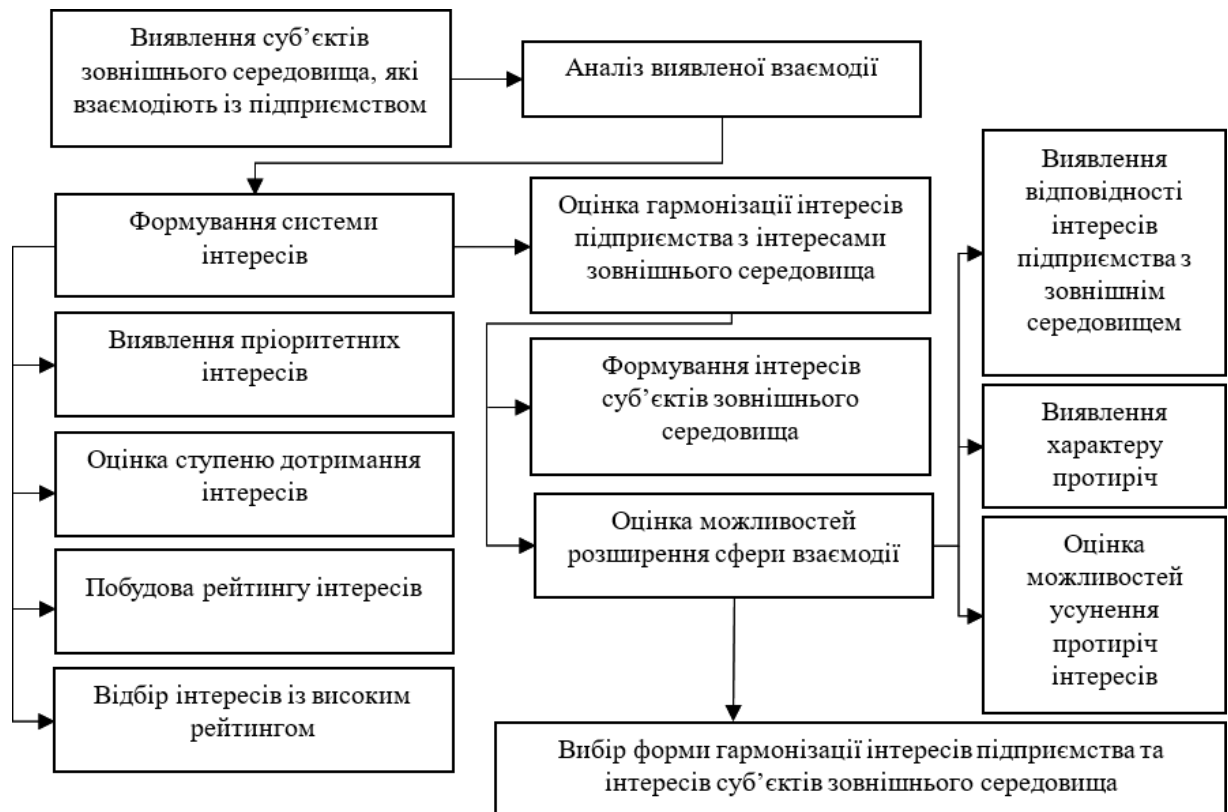 Виявлення суб’єктів
зовнішнього середовища, які
взаємодіють із підприємством
Аналіз виявленої взаємодії
Формування системи
інтересів
Оцінка гармонізації інтересів
підприємства з інтересами
зовнішнього середовища
Виявлення
відповідності
інтересів
підприємства з
зовнішнім
середовищем
Виявлення пріоритетних
інтересів
Формування інтересів
суб’єктів зовнішнього
середовища
Виявлення
характеру
протиріч
Оцінка ступеню дотримання
інтересів
Оцінка можливостей
розширення сфери взаємодії
Оцінка
можливостей
усунення
протиріч
інтересів
Побудова рейтингу інтересів
Відбір інтересів із високим
рейтингом
Вибір форми гармонізації інтересів підприємства та
інтересів суб’єктів зовнішнього середовища